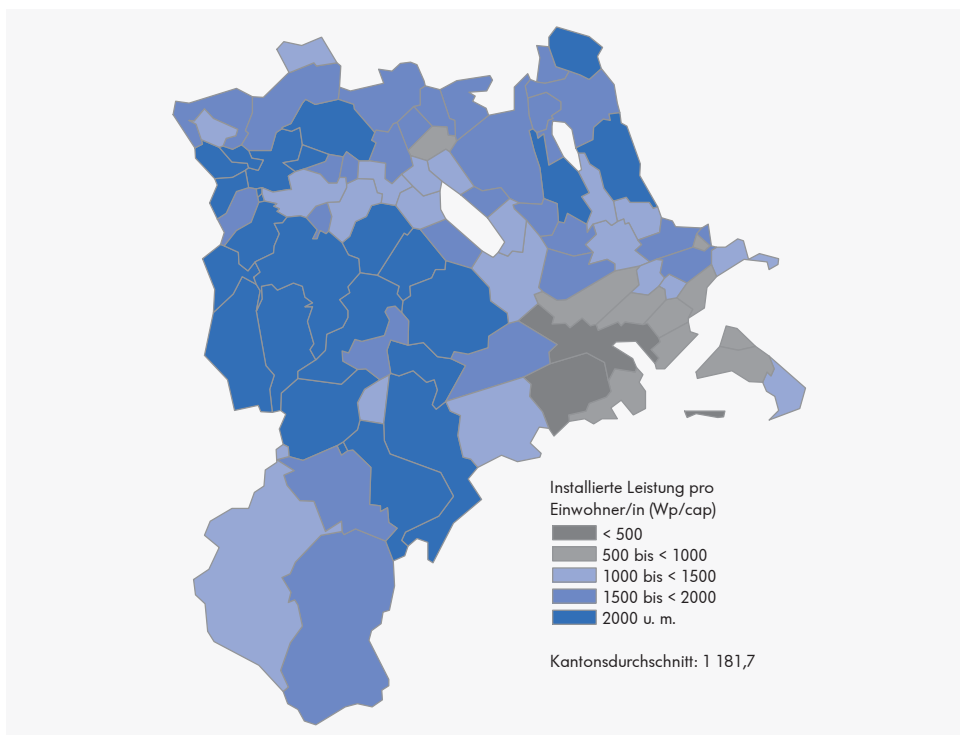 Installierte Leistung pro
Einwohner/in (Wp/cap)
< 500
500 bis < 1000
1000 bis < 1500
1500 bis < 2000
2000 u. m.
Kantonsdurchschnitt: 1 181,7